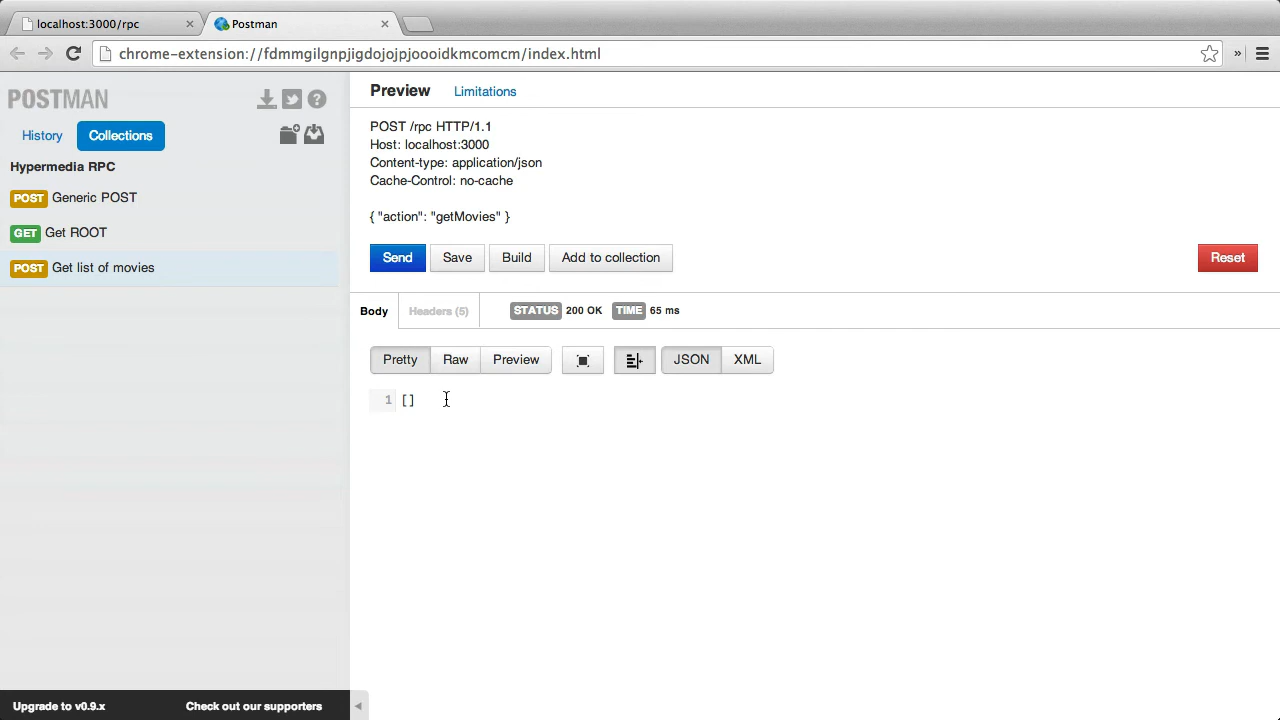 localhost:3000/rpc
Postman
chrome-extension://fdmmgilgnpjigdojojpjoooidkmcomcm/index.html
»
POSTMAN
History
Collections
Hypermedia RPC
POST Generic POST
GET Get ROOT
POST Get list of movies
Upgrade to v0.9.x
Check out our supporters
Preview
Limitations
POST /rpc HTTP/1.1
Host: localhost:3000
Content-type: application/json
Cache-Control: no-cache
{ "action": "getMovies" }
Send
Save
Build
Add to collection
Reset
Body
Headers (5)
STATUS 200 OK TIME 65 ms
Pretty
Raw
Preview
JSON
XML
1 []